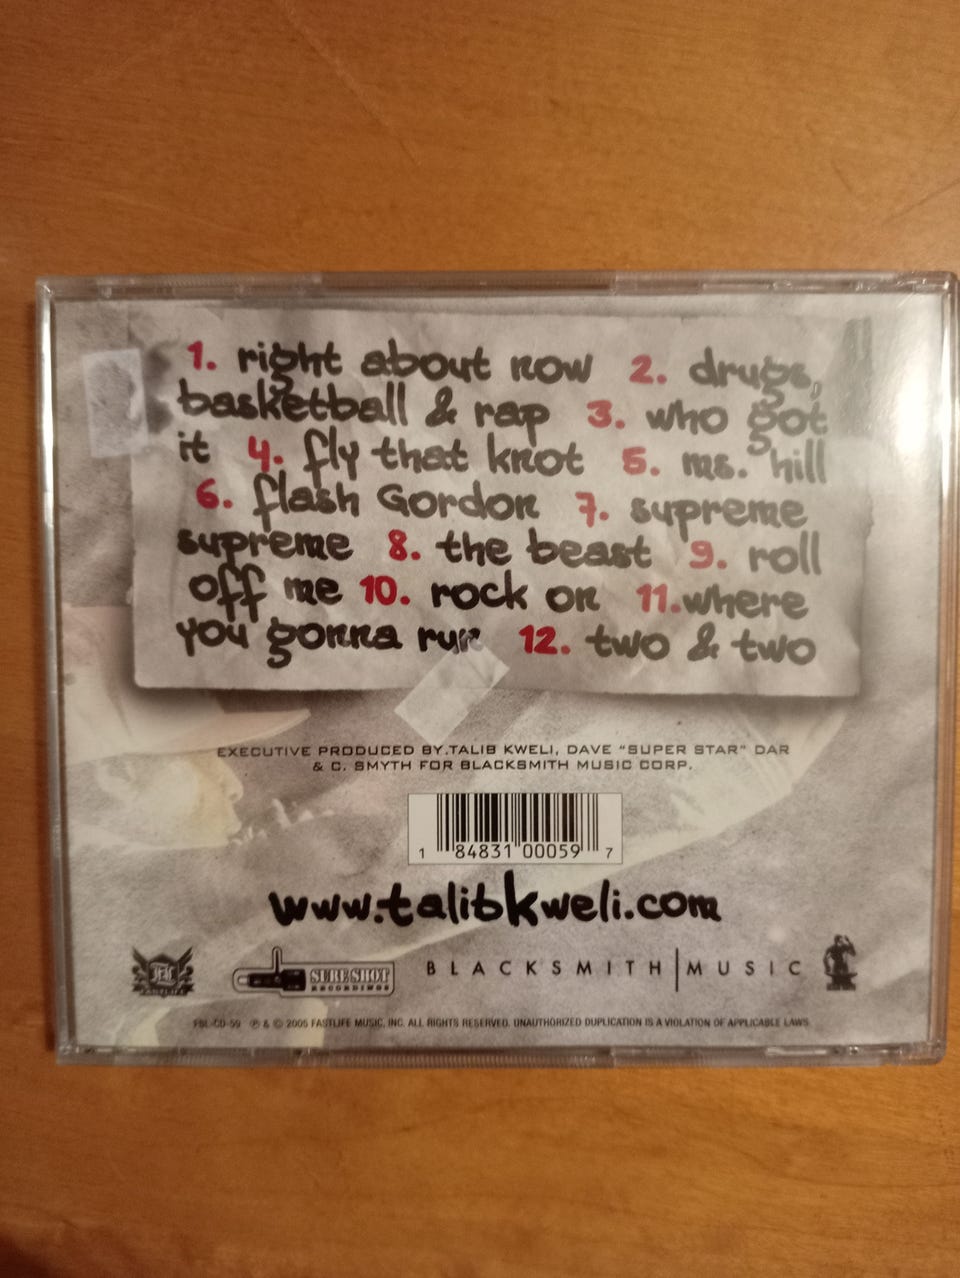 1. right about now 2. drugs,
basketball & rap 3. who got
it 4. fly that knot 5. ms. hill
6. flash Gordon 7. supreme
supreme 8. the beast 9. roll
off me 10. rock on 11.where
you gonna run 12. two & two
EXECUTIVE PRODUCED BY.TALIB KWELI, DAVE "SUPER STAR" DAR
& C. SMYTH FOR BLACKSMITH MUSIC CORP.
1 84831 00059 7
www.talibkweli.com
FL
FASTLIFE
SURESHOT
RECORDINGS
BLACKSMITH|MUSIC
FBL-CD-59 ℗ & © 2005 FASTLIFE MUSIC, INC. ALL RIGHTS RESERVED. UNAUTHORIZED DUPLICATION IS A VIOLATION OF APPLICABLE LAWS